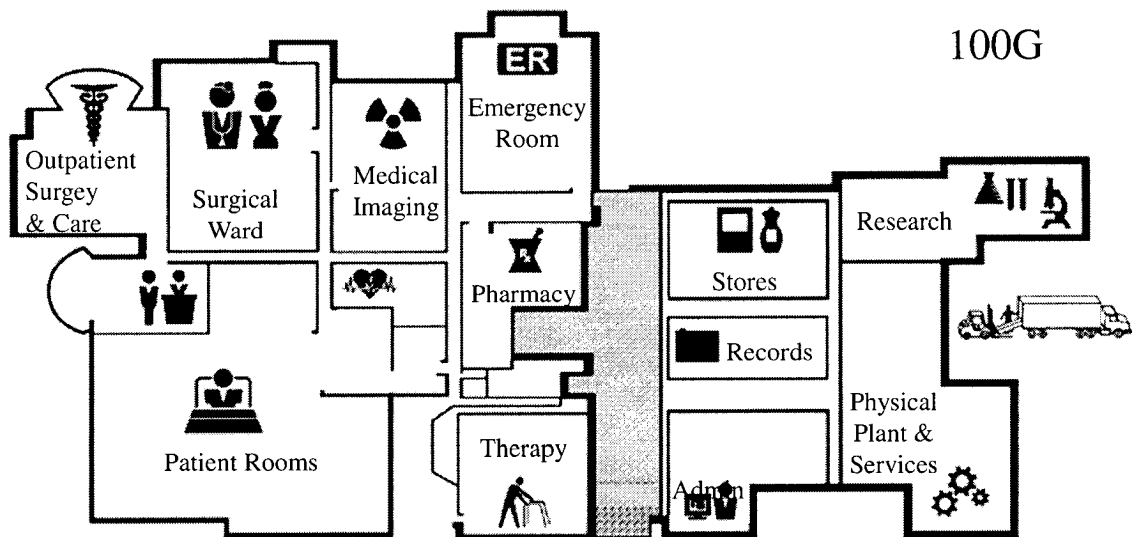 100G
ER
Emergency
Room
Outpatient
Surgey
& Care
Surgical
Ward
Medical
Imaging
Research
Pharmacy
Stores
Records
Physical
Plant &
Services
Patient Rooms
Therapy
Admin